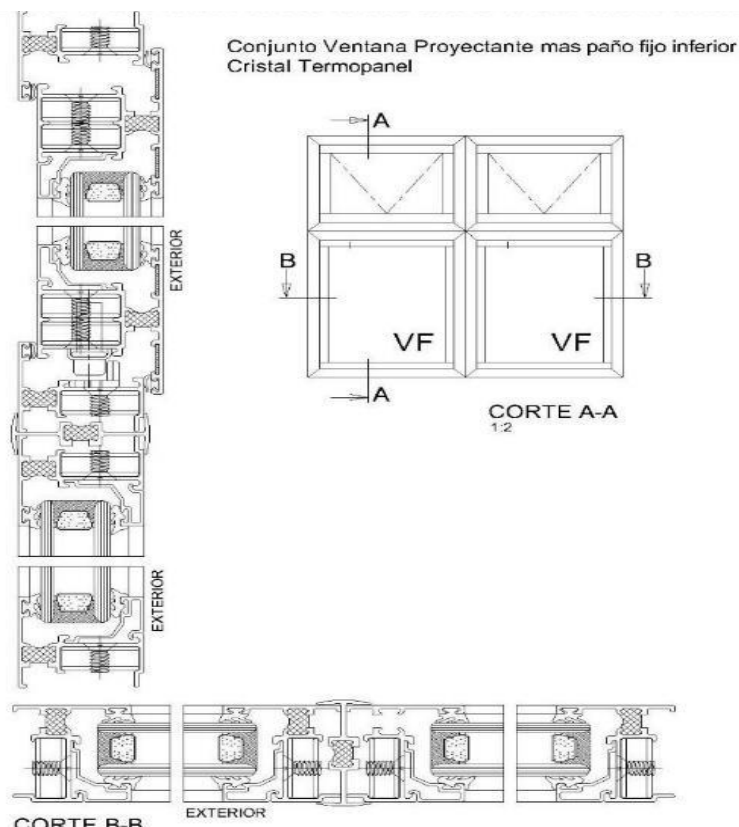 Conjunto Ventana Proyectante mas paño fijo inferior
Cristal Termopanel
A
B
B
VF
VF
A
CORTE A-A
1:2
EXTERIOR
EXTERIOR
EXTERIOR
CORTE B-B